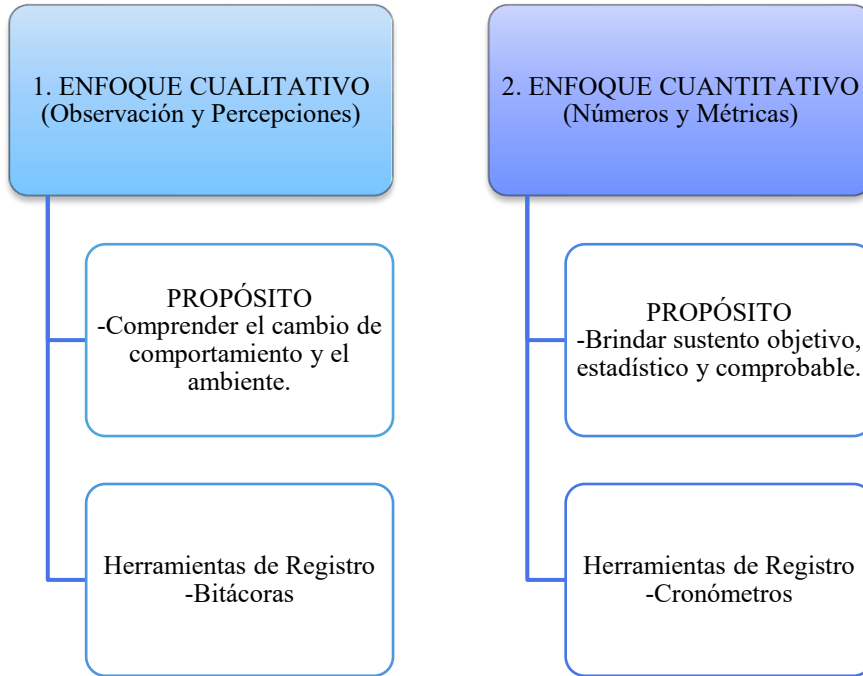 1. ENFOQUE CUALITATIVO
(Observación y Percepciones)
PROPÓSITO
-Comprender el cambio de
comportamiento y el
ambiente.
Herramientas de Registro
-Bitácoras
2. ENFOQUE CUANTITATIVO
(Números y Métricas)
PROPÓSITO
-Brindar sustento objetivo,
estadístico y comprobable.
Herramientas de Registro
-Cronómetros